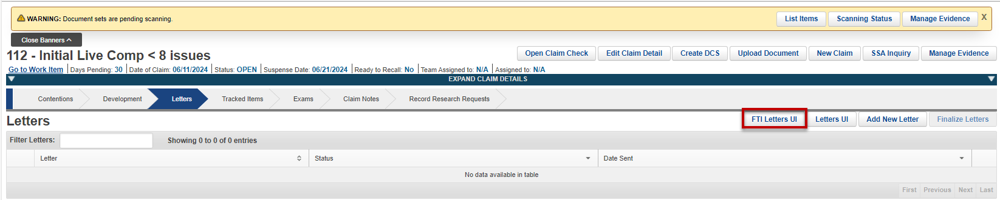 WARNING: Document sets are pending scanning.
List Items
Scanning Status
Manage Evidence
X
Close Banners
112 - Initial Live Comp < 8 issues
Open Claim Check
Edit Claim Detail
Create DCS
Upload Document
New Claim
SSA Inquiry
Manage Evidence
Go to Work Item
Days Pending: 30
Date of Claim: 06/11/2024
Status: OPEN
Suspense Date: 06/21/2024
Ready to Recall: No
Team Assigned to: N/A
Assigned to: N/A
EXPAND CLAIM DETAILS
Contentions
Development
Letters
Tracked Items
Exams
Claim Notes
Record Research Requests
Letters
FTI Letters UI
Letters UI
Add New Letter
Finalize Letters
Filter Letters:
Showing 0 to 0 of 0 entries
Letter
Status
Date Sent
No data available in table
First
Previous
Next
Last